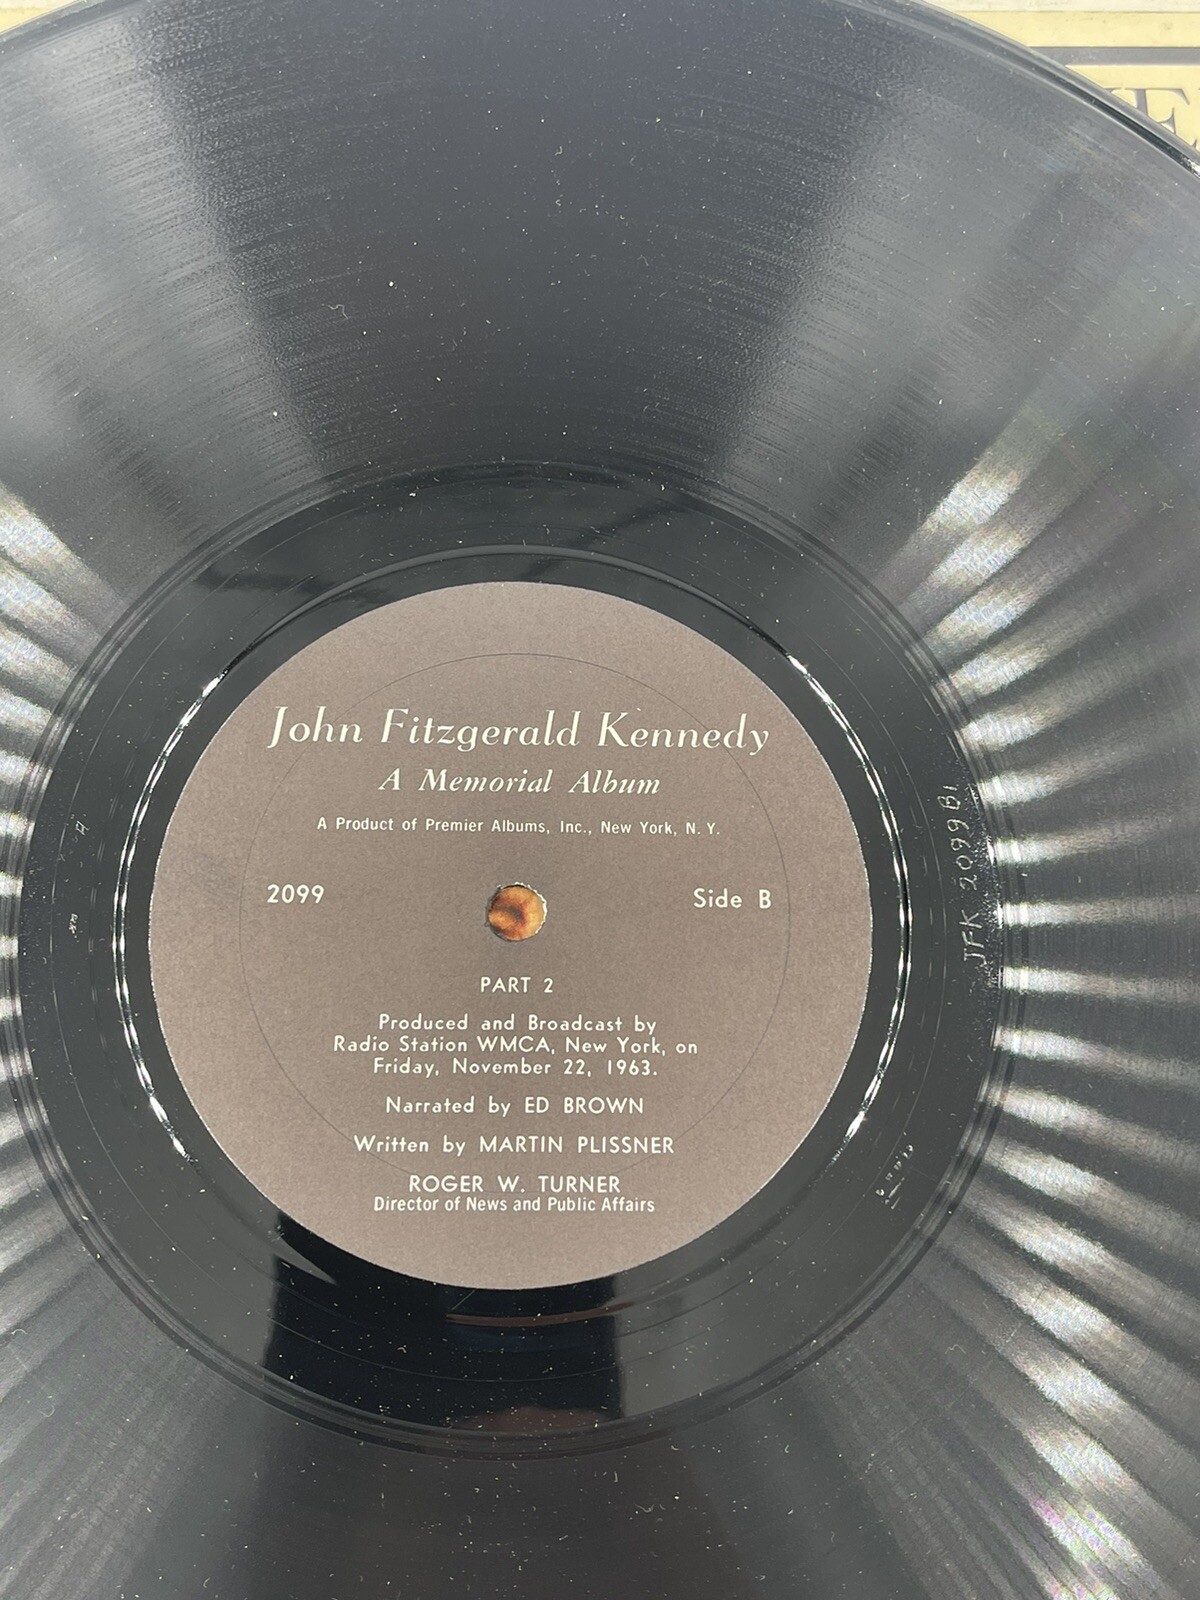 John Fitzgerald Kennedy
A Memorial Album
A Product of Premier Albums, Inc., New York, N. Y.
2099 Side B
PART 2
Produced and Broadcast by
Radio Station WMCA, New York, on
Friday, November 22, 1963.
Narrated by ED BROWN
Written by MARTIN PLISSNER
ROGER W. TURNER
Director of News and Public Affairs
JFK 2099B1